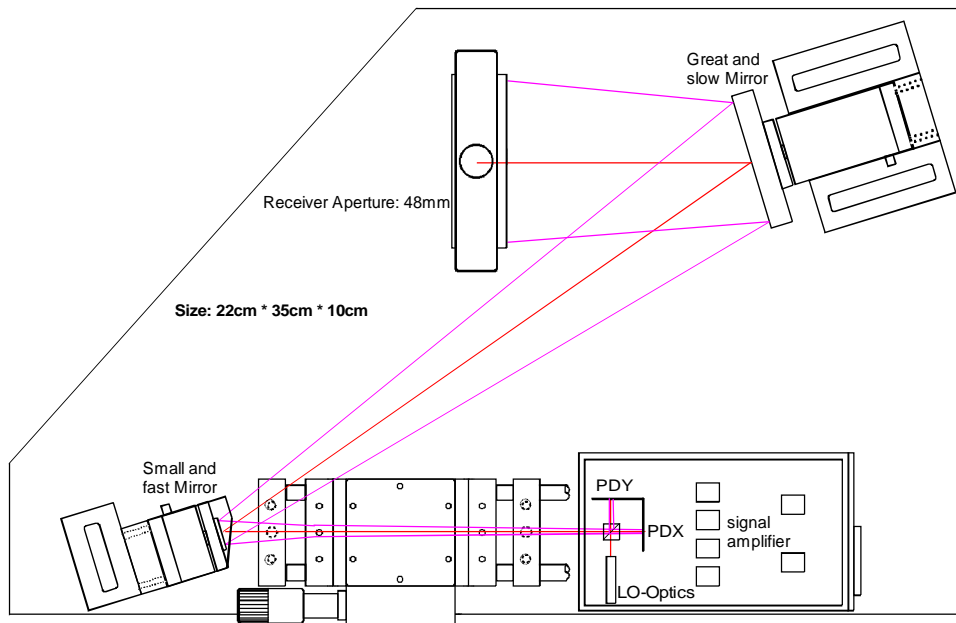 Great and
slow Mirror
Receiver Aperture: 48mm
Size: 22cm * 35cm * 10cm
Small and
fast Mirror
PDY
PDX
signal
amplifier
LO-Optics